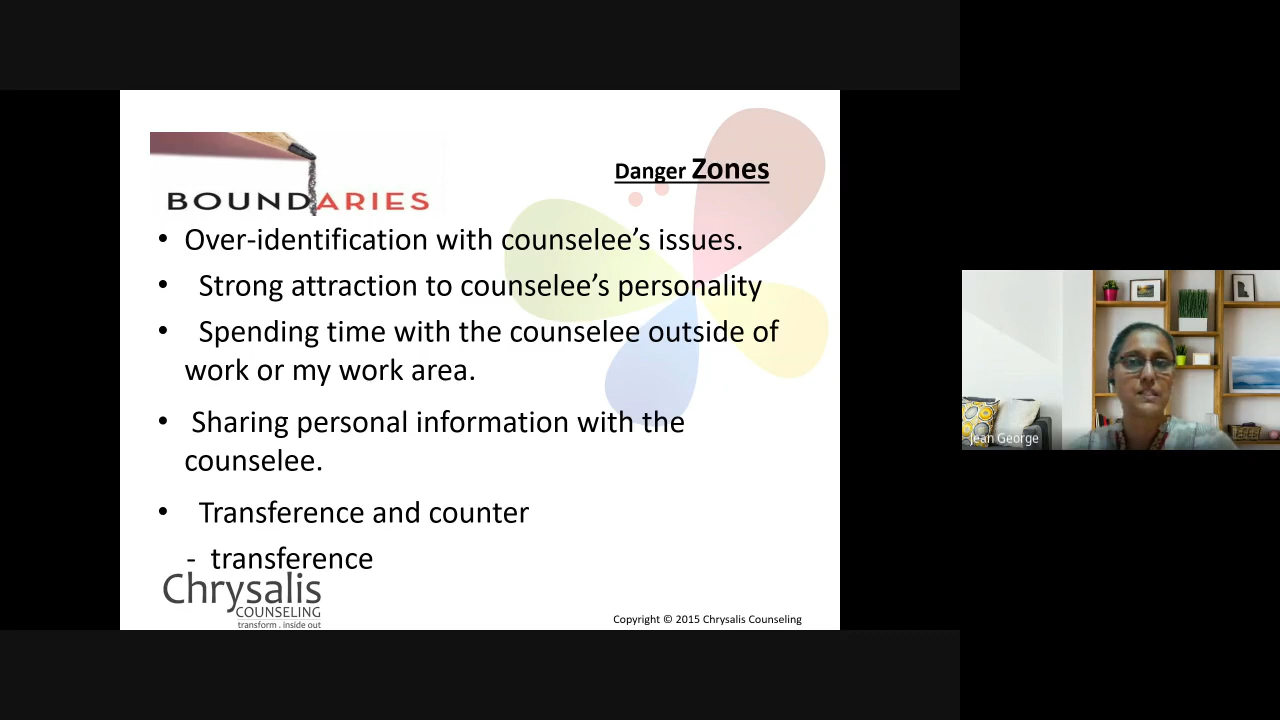 BOUNDARIES
Danger Zones
• Over-identification with counselee's issues.
• Strong attraction to counselee's personality
• Spending time with the counselee outside of
work or my work area.
• Sharing personal information with the
counselee.
• Transference and counter
- transference
Chrysalis
COUNSELING
transform . inside out
Copyright © 2015 Chrysalis Counseling
Jean George